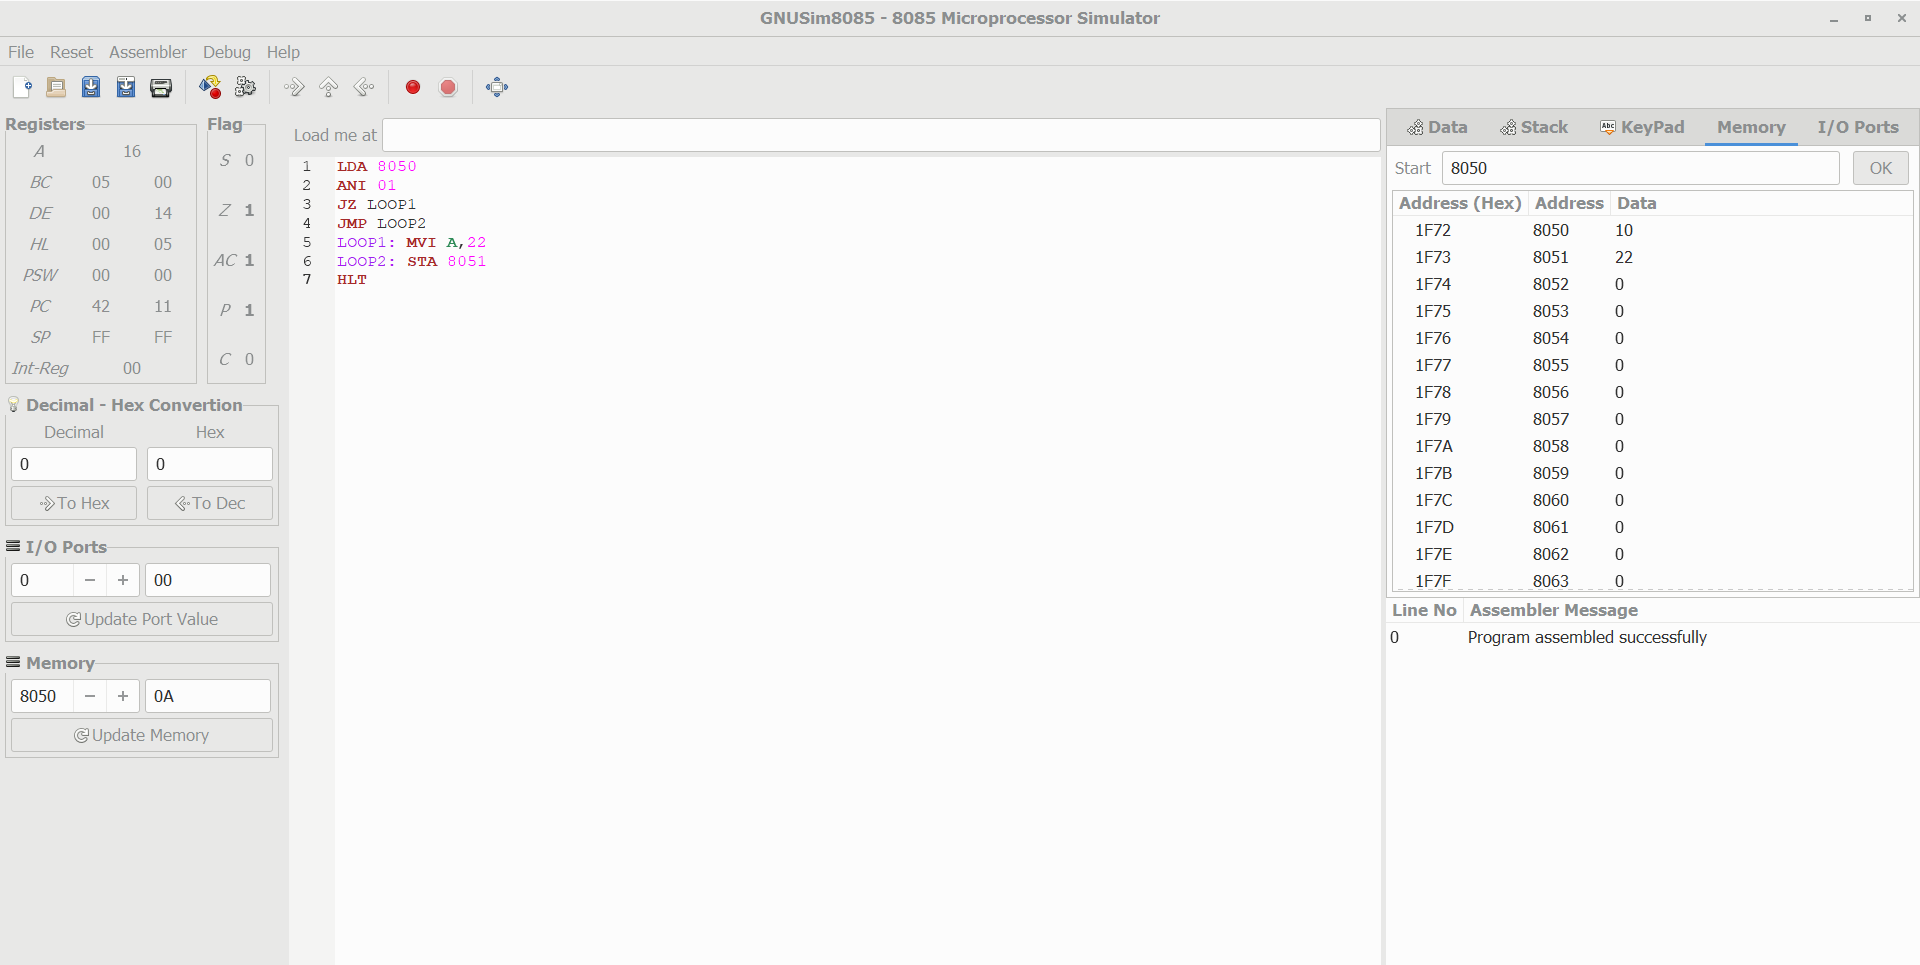 GNUSim8085 - 8085 Microprocessor Simulator
File Reset Assembler Debug Help
Registers
A 16
BC 05 00
DE 00 14
HL 00 05
PSW 00 00
PC 42 11
SP FF FF
Int-Reg 00
Flag
S 0
Z 1
AC 1
P 1
C 0
Decimal - Hex Convertion
Decimal Hex
0 0
To Hex To Dec
I/O Ports
0 − + 00
Update Port Value
Memory
8050 − + 0A
Update Memory
Load me at
1 LDA 8050
2 ANI 01
3 JZ LOOP1
4 JMP LOOP2
5 LOOP1: MVI A,22
6 LOOP2: STA 8051
7 HLT
Data Stack Abc KeyPad Memory I/O Ports
Start 8050 OK
Address (Hex) Address Data
1F72 8050 10
1F73 8051 22
1F74 8052 0
1F75 8053 0
1F76 8054 0
1F77 8055 0
1F78 8056 0
1F79 8057 0
1F7A 8058 0
1F7B 8059 0
1F7C 8060 0
1F7D 8061 0
1F7E 8062 0
1F7F 8063 0
Line No Assembler Message
0 Program assembled successfully